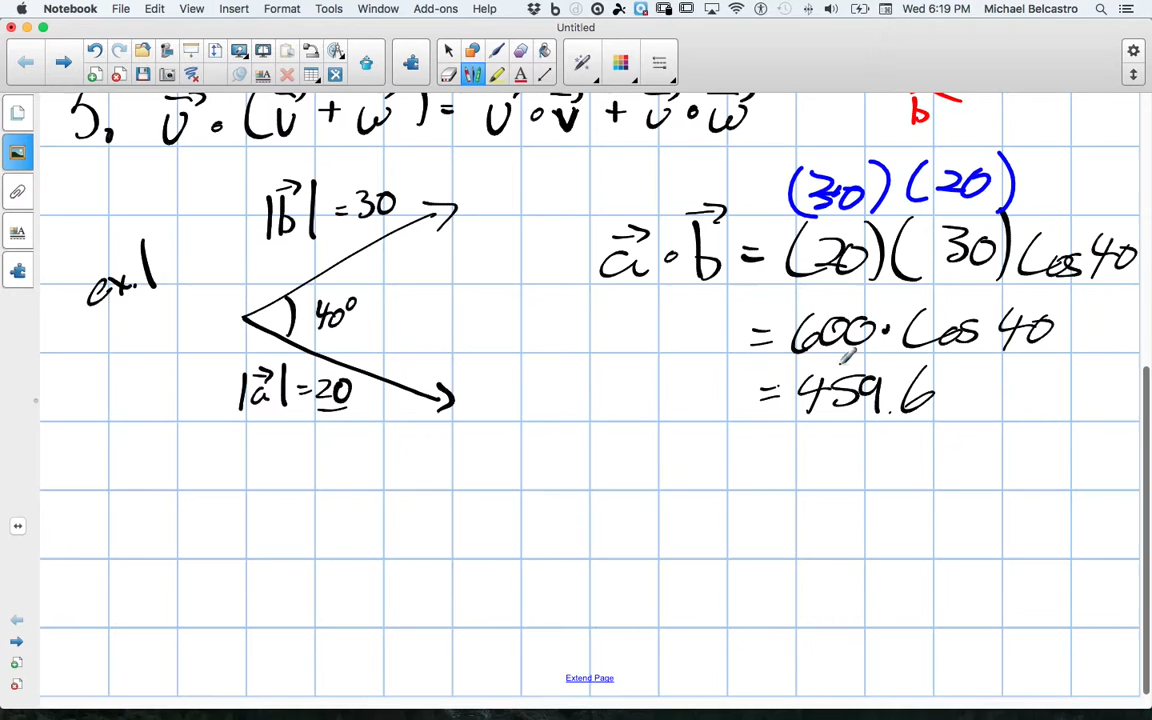 Notebook File Edit View Insert Format Tools Window Add-ons Help Wed 6:19 PM Michael Belcastro
Untitled
5. v⃗ ∘ (v⃗ + w⃗) = v⃗ ∘ v⃗ + v⃗ ∘ w⃗
b
ex.1
|b⃗| = 30
40°
|a⃗| = 20
(30)(20)
a⃗ ∘ b⃗ = (20)(30) Cos 40
= 600 · Cos 40
= 459.6
Extend Page